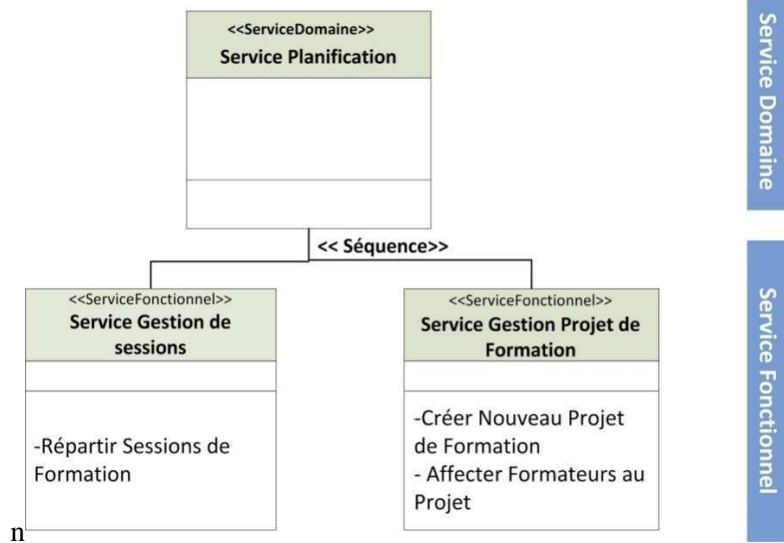 <<ServiceDomaine>>
Service Planification
<< Séquence>>
<<ServiceFonctionnel>>
Service Gestion de
sessions
-Répartir Sessions de
Formation
<<ServiceFonctionnel>>
Service Gestion Projet de
Formation
-Créer Nouveau Projet
de Formation
- Affecter Formateurs au
Projet
Service Domaine
Service Fonctionnel
n